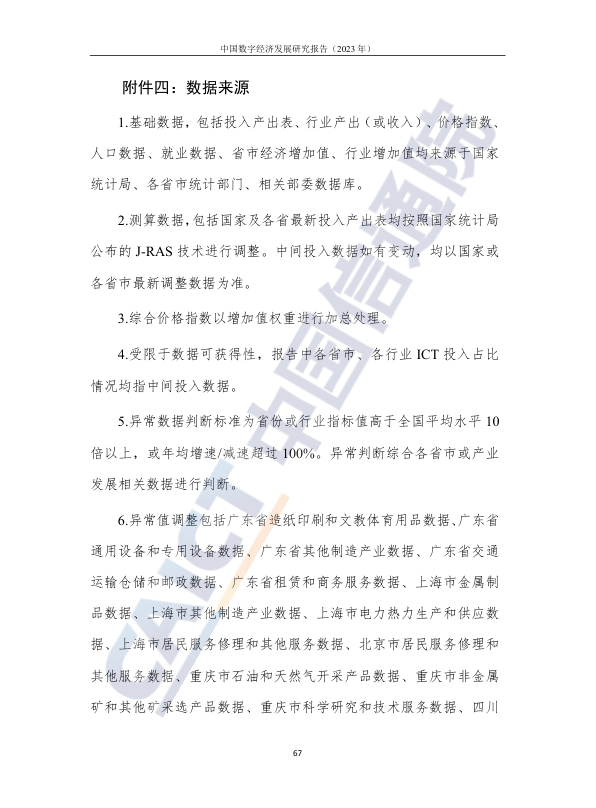 中国数字经济发展研究报告（2023 年）
附件四：数据来源
1.基础数据，包括投入产出表、行业产出（或收入）、价格指数、
人口数据、就业数据、省市经济增加值、行业增加值均来源于国家
统计局、各省市统计部门、相关部委数据库。
2.测算数据，包括国家及各省最新投入产出表均按照国家统计局
公布的 J-RAS 技术进行调整。中间投入数据如有变动，均以国家或
各省市最新调整数据为准。
3.综合价格指数以增加值权重进行加总处理。
4.受限于数据可获得性，报告中各省市、各行业 ICT 投入占比
情况均指中间投入数据。
5.异常数据判断标准为省份或行业指标值高于全国平均水平 10
倍以上，或年均增速/减速超过 100%。异常判断综合各省市或产业
发展相关数据进行判断。
6.异常值调整包括广东省造纸印刷和文教体育用品数据、广东省
通用设备和专用设备数据、广东省其他制造产业数据、广东省交通
运输仓储和邮政数据、广东省租赁和商务服务数据、上海市金属制
品数据、上海市其他制造产业数据、上海市电力热力生产和供应数
据、上海市居民服务修理和其他服务数据、北京市居民服务修理和
其他服务数据、重庆市石油和天然气开采产品数据、重庆市非金属
矿和其他矿采选产品数据、重庆市科学研究和技术服务数据、四川
67
CAICT 中国信通院